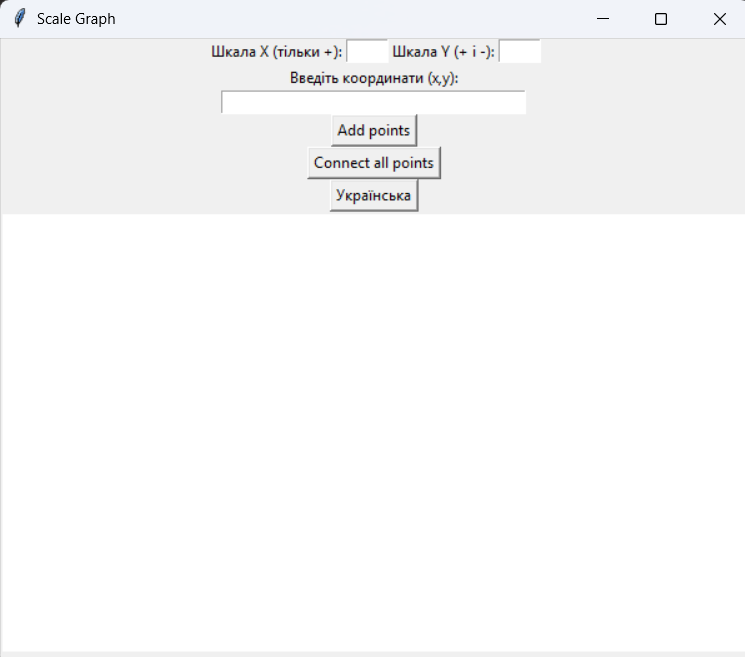 Scale Graph
Шкала X (тільки +): Шкала Y (+ і -):
Введіть координати (x,y):
Add points
Connect all points
Українська